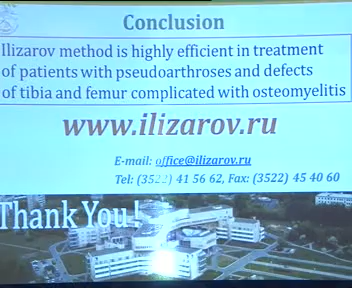 Conclusion
Ilizarov method is highly efficient in treatment
of patients with pseudoarthroses and defects
of tibia and femur complicated with osteomyelitis
www.ilizarov.ru
E-mail: office@ilizarov.ru
Tel: (3522) 41 56 62, Fax: (3522) 45 40 60
Thank You!